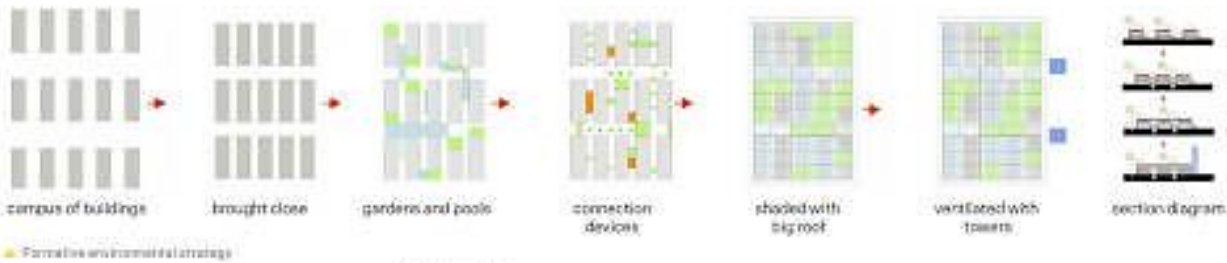 campus of buildings
brought close
gardens and pools
connection
devices
shaded with
big roof
ventilated with
towers
section diagram
Formative environmental strategy